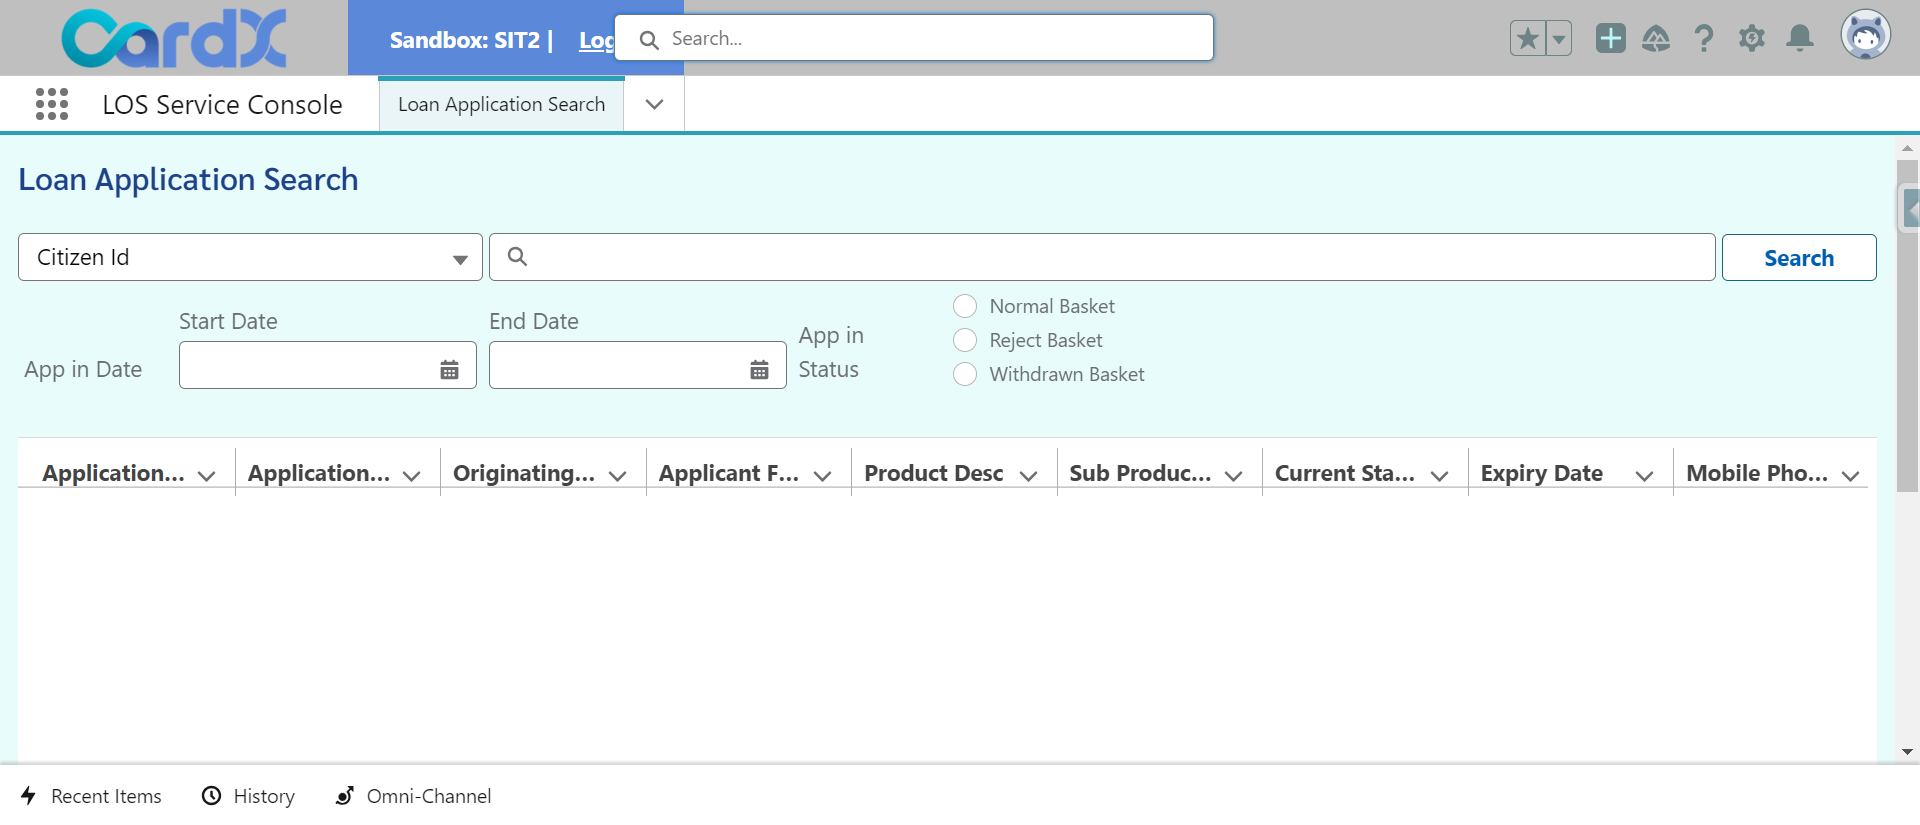 CardX
Sandbox: SIT2 |
Log
Search...
LOS Service Console
Loan Application Search
Loan Application Search
Citizen Id
Search
App in Date
Start Date
End Date
App in
Status
Normal Basket
Reject Basket
Withdrawn Basket
Application...
Application...
Originating...
Applicant F...
Product Desc
Sub Produc...
Current Sta...
Expiry Date
Mobile Pho...
Recent Items
History
Omni-Channel